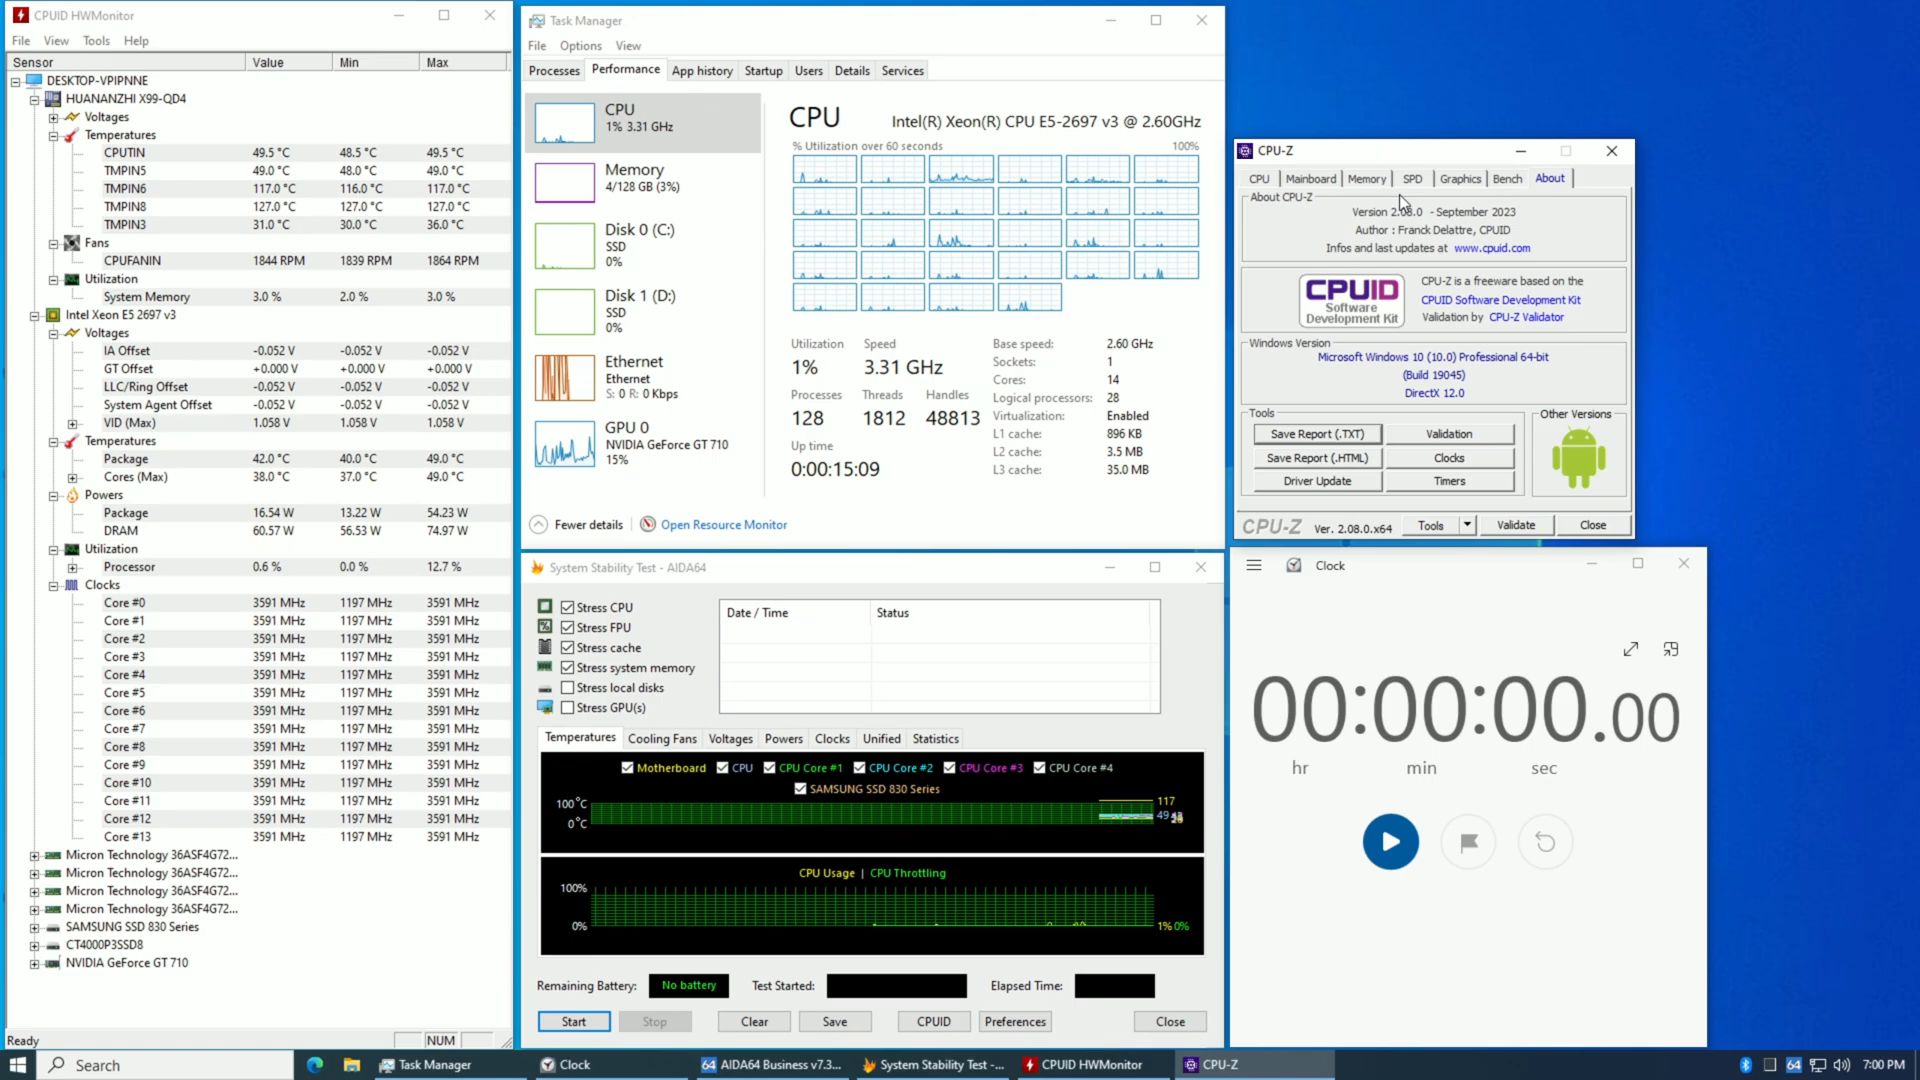 CPUID HWMonitor
File View Tools Help
Sensor Value Min Max
DESKTOP-VPIPNNE
HUANANZHI X99-QD4
Voltages
Temperatures
CPUTIN 49.5 °C 48.5 °C 49.5 °C
TMPIN5 49.0 °C 48.0 °C 49.0 °C
TMPIN6 117.0 °C 116.0 °C 117.0 °C
TMPIN8 127.0 °C 127.0 °C 127.0 °C
TMPIN3 31.0 °C 30.0 °C 36.0 °C
Fans
CPUFANIN 1844 RPM 1839 RPM 1864 RPM
Utilization
System Memory 3.0 % 2.0 % 3.0 %
Intel Xeon E5 2697 v3
Voltages
IA Offset -0.052 V -0.052 V -0.052 V
GT Offset +0.000 V +0.000 V +0.000 V
LLC/Ring Offset -0.052 V -0.052 V -0.052 V
System Agent Offset -0.052 V -0.052 V -0.052 V
VID (Max) 1.058 V 1.058 V 1.058 V
Temperatures
Package 42.0 °C 40.0 °C 49.0 °C
Cores (Max) 38.0 °C 37.0 °C 49.0 °C
Powers
Package 16.54 W 13.22 W 54.23 W
DRAM 60.57 W 56.53 W 74.97 W
Utilization
Processor 0.6 % 0.0 % 12.7 %
Clocks
Core #0 3591 MHz 1197 MHz 3591 MHz
Core #1 3591 MHz 1197 MHz 3591 MHz
Core #2 3591 MHz 1197 MHz 3591 MHz
Core #3 3591 MHz 1197 MHz 3591 MHz
Core #4 3591 MHz 1197 MHz 3591 MHz
Core #5 3591 MHz 1197 MHz 3591 MHz
Core #6 3591 MHz 1197 MHz 3591 MHz
Core #7 3591 MHz 1197 MHz 3591 MHz
Core #8 3591 MHz 1197 MHz 3591 MHz
Core #9 3591 MHz 1197 MHz 3591 MHz
Core #10 3591 MHz 1197 MHz 3591 MHz
Core #11 3591 MHz 1197 MHz 3591 MHz
Core #12 3591 MHz 1197 MHz 3591 MHz
Core #13 3591 MHz 1197 MHz 3591 MHz
Micron Technology 36ASF4G72...
Micron Technology 36ASF4G72...
Micron Technology 36ASF4G72...
Micron Technology 36ASF4G72...
SAMSUNG SSD 830 Series
CT4000P3SSD8
NVIDIA GeForce GT 710
Ready NUM
Task Manager
File Options View
Processes Performance App history Startup Users Details Services
CPU
1% 3.31 GHz
Memory
4/128 GB (3%)
Disk 0 (C:)
SSD
0%
Disk 1 (D:)
SSD
0%
Ethernet
Ethernet
S: 0 R: 0 Kbps
GPU 0
NVIDIA GeForce GT 710
15%
CPU Intel(R) Xeon(R) CPU E5-2697 v3 @ 2.60GHz
% Utilization over 60 seconds 100%
Utilization Speed
1% 3.31 GHz
Processes Threads Handles
128 1812 48813
Up time
0:00:15:09
Base speed: 2.60 GHz
Sockets: 1
Cores: 14
Logical processors: 28
Virtualization: Enabled
L1 cache: 896 KB
L2 cache: 3.5 MB
L3 cache: 35.0 MB
Fewer details Open Resource Monitor
CPU-Z
CPU Mainboard Memory SPD Graphics Bench About
About CPU-Z
Version 2.08.0 - September 2023
Author : Franck Delattre, CPUID
Infos and last updates at www.cpuid.com
CPUID
Software
Development Kit
CPU-Z is a freeware based on the
CPUID Software Development Kit
Validation by CPU-Z Validator
Windows Version
Microsoft Windows 10 (10.0) Professional 64-bit
(Build 19045)
DirectX 12.0
Tools Other Versions
Save Report (.TXT) Validation
Save Report (.HTML) Clocks
Driver Update Timers
CPU-Z Ver. 2.08.0.x64 Tools Validate Close
System Stability Test - AIDA64
Stress CPU
Stress FPU
Stress cache
Stress system memory
Stress local disks
Stress GPU(s)
Date / Time Status
Temperatures Cooling Fans Voltages Powers Clocks Unified Statistics
Motherboard CPU CPU Core #1 CPU Core #2 CPU Core #3 CPU Core #4
SAMSUNG SSD 830 Series
100°C 117
0°C 49
CPU Usage | CPU Throttling
100%
0% 1% 0%
Remaining Battery: No battery Test Started: Elapsed Time:
Start Stop Clear Save CPUID Preferences Close
Clock
00:00:00.00
hr min sec
Search Task Manager Clock 64 AIDA64 Business v7.3... System Stability Test -... CPUID HWMonitor CPU-Z 64 7:00 PM